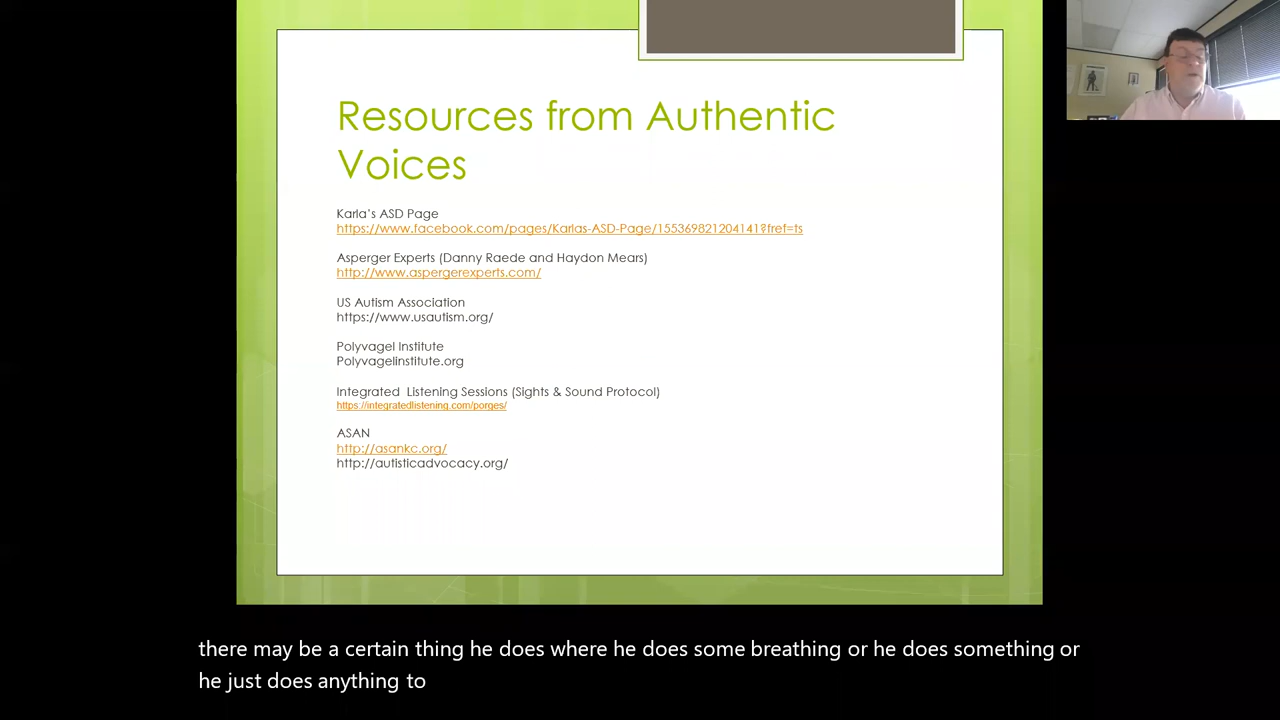 Resources from Authentic
Voices
Karla's ASD Page
https://www.facebook.com/pages/Karlas-ASD-Page/155369821204141?fref=ts
Asperger Experts (Danny Raede and Haydon Mears)
http://www.aspergerexperts.com/
US Autism Association
https://www.usautism.org/
Polyvagel Institute
Polyvagelinstitute.org
Integrated  Listening Sessions (Sights & Sound Protocol)
https://integratedlistening.com/porges/
ASAN
http://asankc.org/
http://autisticadvocacy.org/
there may be a certain thing he does where he does some breathing or he does something or
he just does anything to